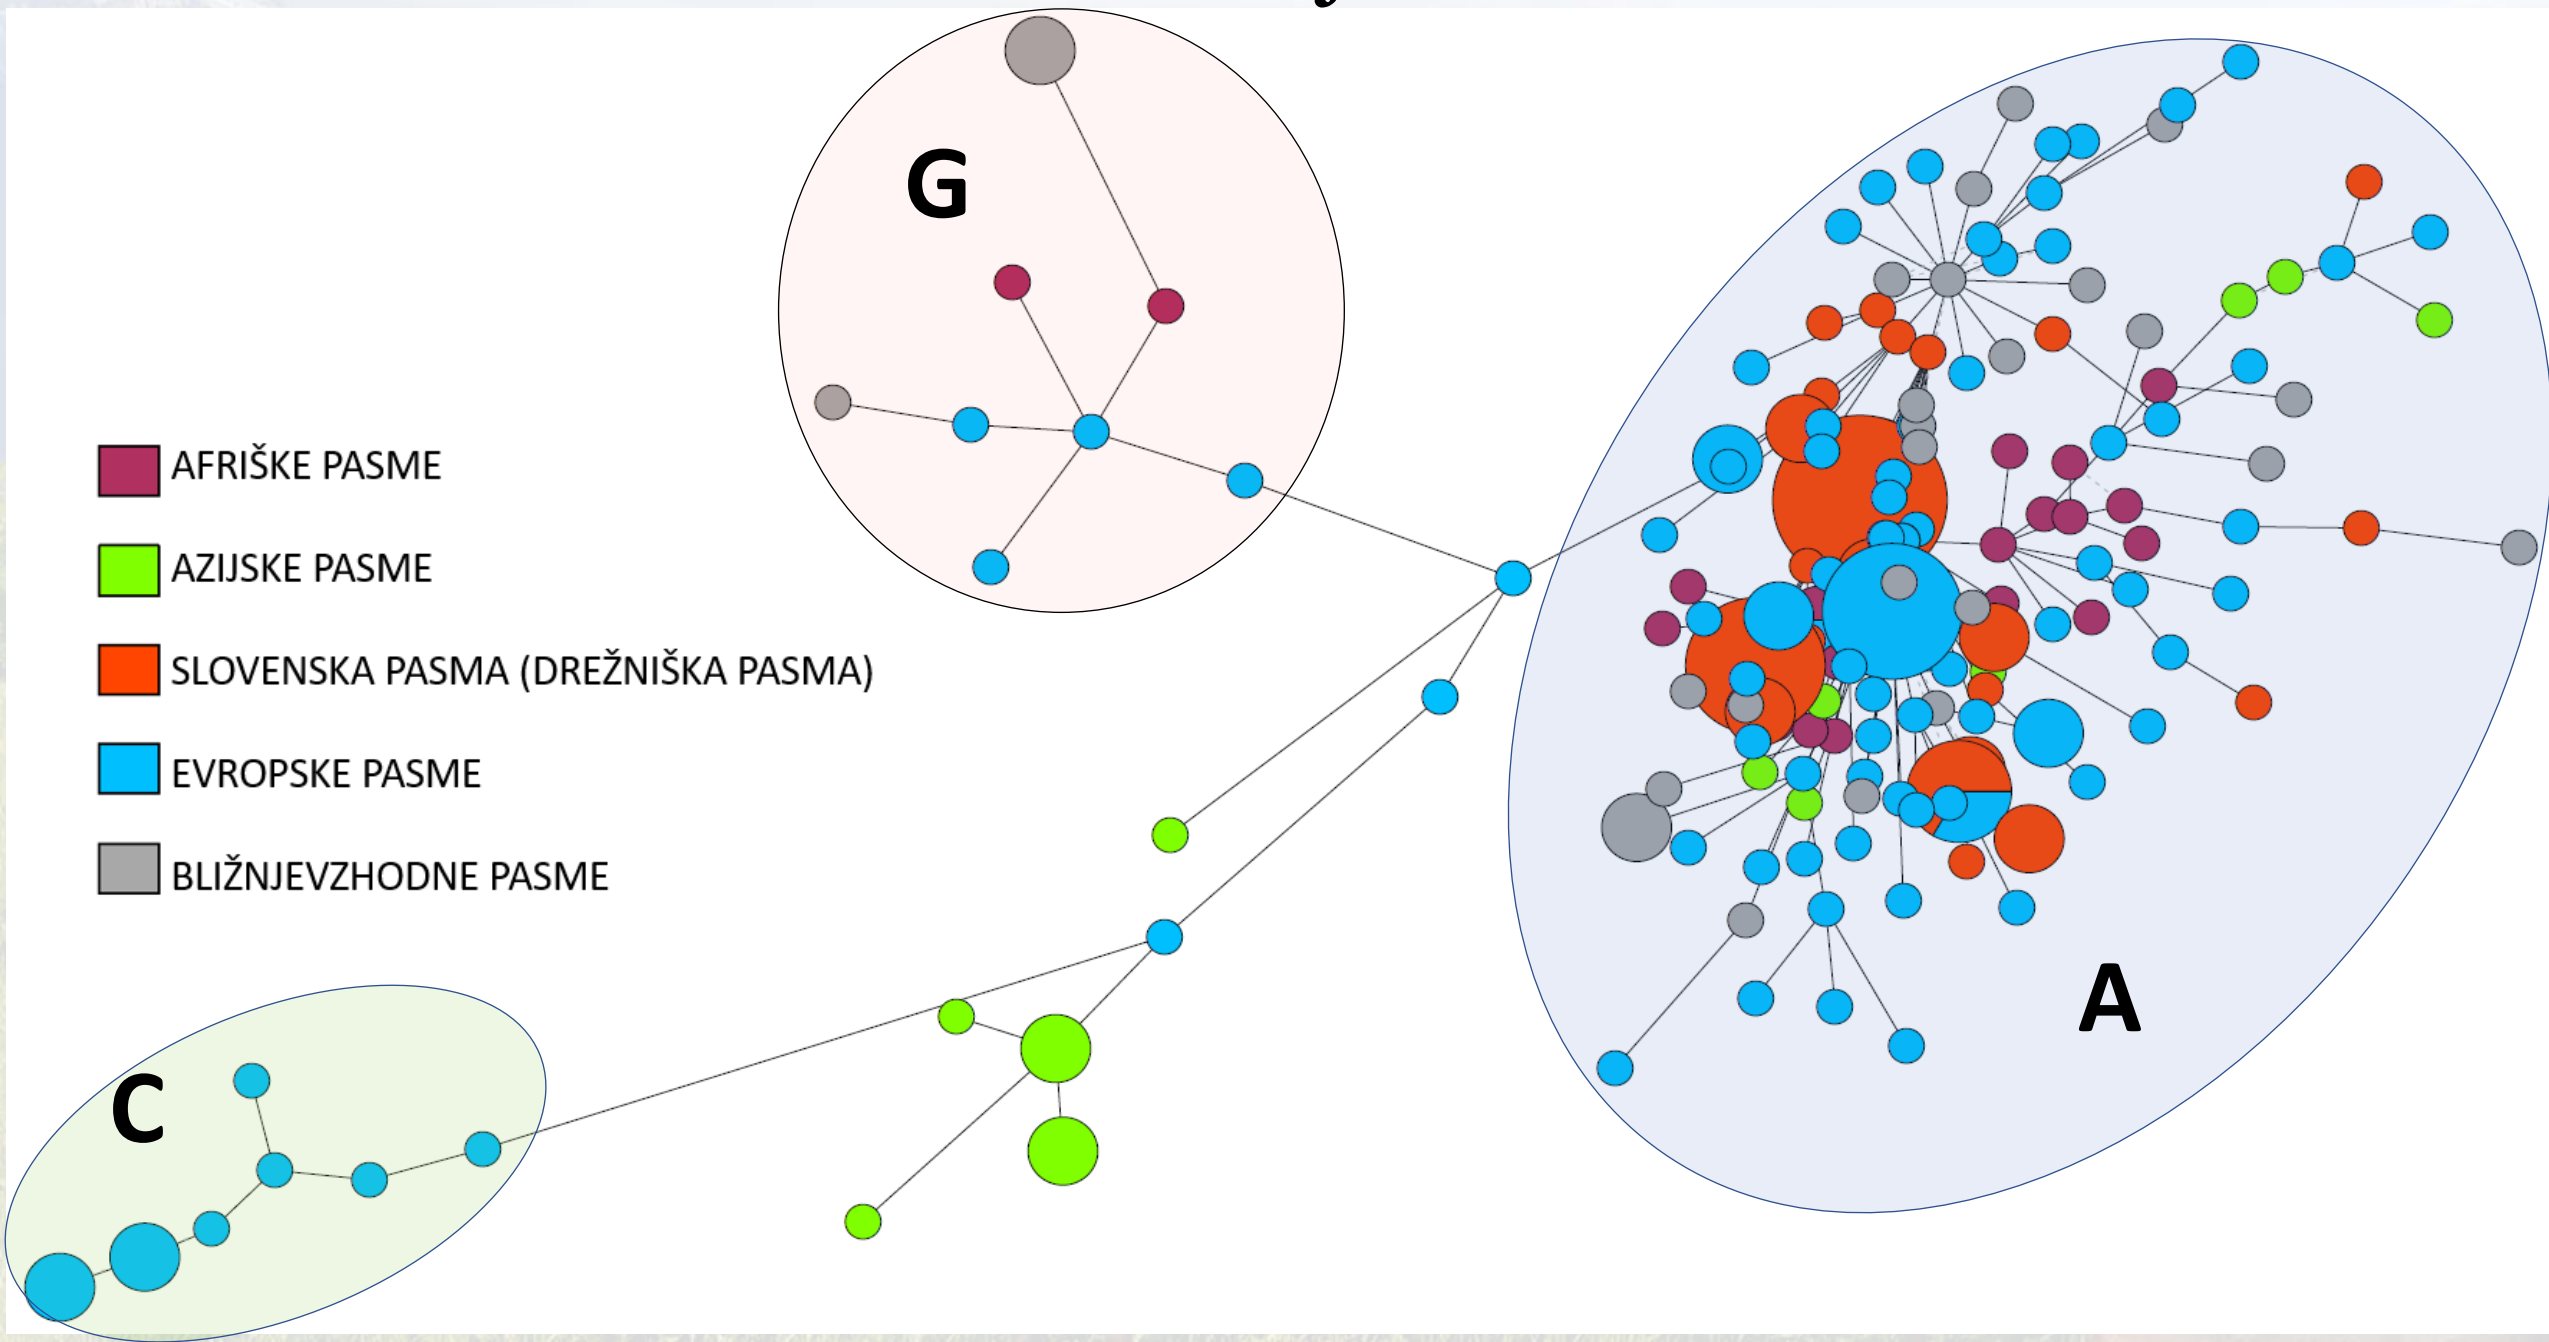 G
AFRIŠKE PASME
AZIJSKE PASME
SLOVENSKA PASMA (DREŽNIŠKA PASMA)
EVROPSKE PASME
BLIŽNJEVZHODNE PASME
A
C